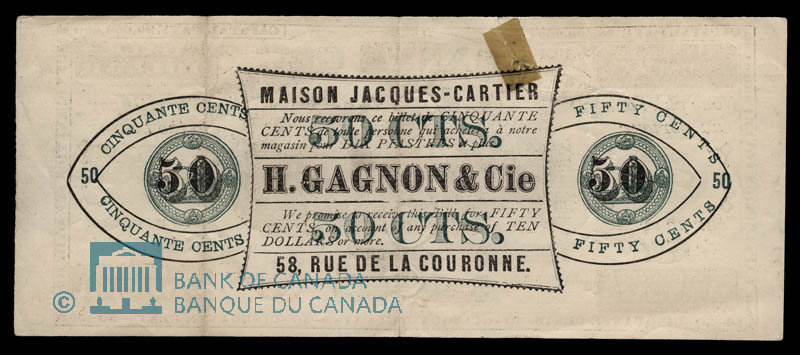 MAISON JACQUES-CARTIER
Nous recevrons ce billet de CINQUANTE
CENTS de toute personne qui achetera à notre
magasin pour DIX PIASTRES et plus.
50 CTS.
H. GAGNON & Cie
We promise to receive this Bill for FIFTY
CENTS, on account of any purchase of TEN
DOLLARS or more.
50 CTS.
58, RUE DE LA COURONNE.
CINQUANTE CENTS
50
50
CINQUANTE CENTS
FIFTY CENTS
50
50
FIFTY CENTS
©
BANK OF CANADA
BANQUE DU CANADA